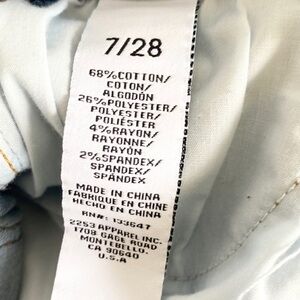 7/28
68%COTTON/
COTON/
ALGODÓN
26%POLYESTER/
POLYESTER/
POLIÉSTER
4%RAYON/
RAYONNE/
RAYÓN
2%SPANDEX/
SPANDEX/
SPANDEX
MADE IN CHINA
FABRIQUE EN CHINE
HECHO EN CHINA
RN#: 133647
2253 APPAREL INC.
1708 GAGE ROAD
MONTEBELLO,
CA 90640
U.S.A